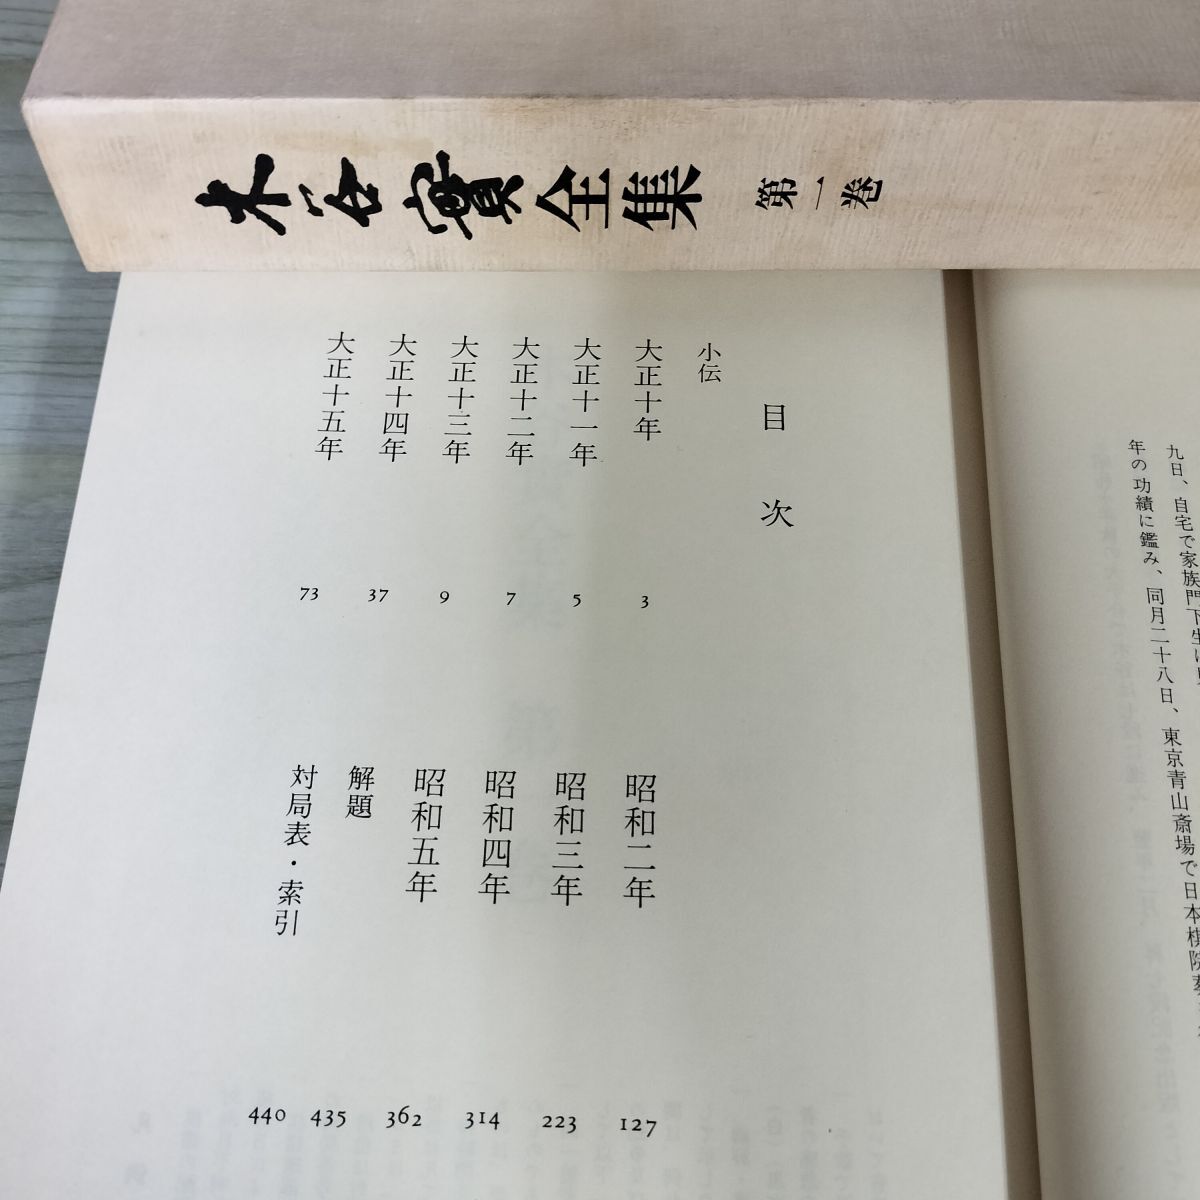 木谷實全集 第一巻
九日、自宅で家族門下生に
年の功績に鑑み、同月二十八日、東京青山斎場で日本棋院葬
目次
小伝
大正十年 3
大正十一年 5
大正十二年 7
大正十三年 9
大正十四年 37
大正十五年 73
昭和二年 127
昭和三年 223
昭和四年 314
昭和五年 362
解題 435
対局表・索引 440